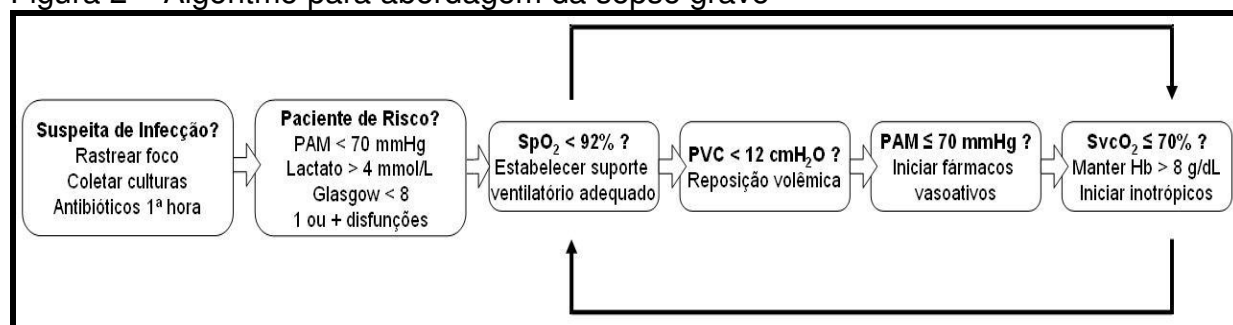 Figura 2 – Algoritmo para abordagem da sepse grave
Suspeita de Infecção?
Rastrear foco
Coletar culturas
Antibióticos 1ª hora
Paciente de Risco?
PAM < 70 mmHg
Lactato > 4 mmol/L
Glasgow < 8
1 ou + disfunções
SpO₂ < 92% ?
Estabelecer suporte
ventilatório adequado
PVC < 12 cmH₂O ?
Reposição volêmica
PAM ≤ 70 mmHg ?
Iniciar fármacos
vasoativos
SvcO₂ ≤ 70% ?
Manter Hb > 8 g/dL
Iniciar inotrópicos